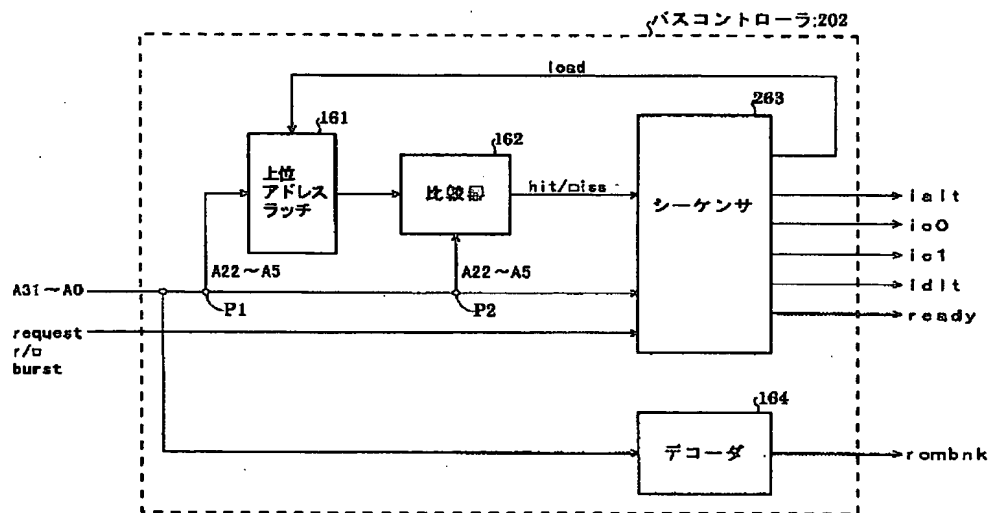 バスコントローラ:202
load
161
263
162
上位
アドレス
ラッチ
比較器
hit/miss
シーケンサ
ialt
ic0
ic1
idlt
ready
A22～A5
A22～A5
A31～A0
P1
P2
request
r/w
burst
164
デコーダ
rombnk